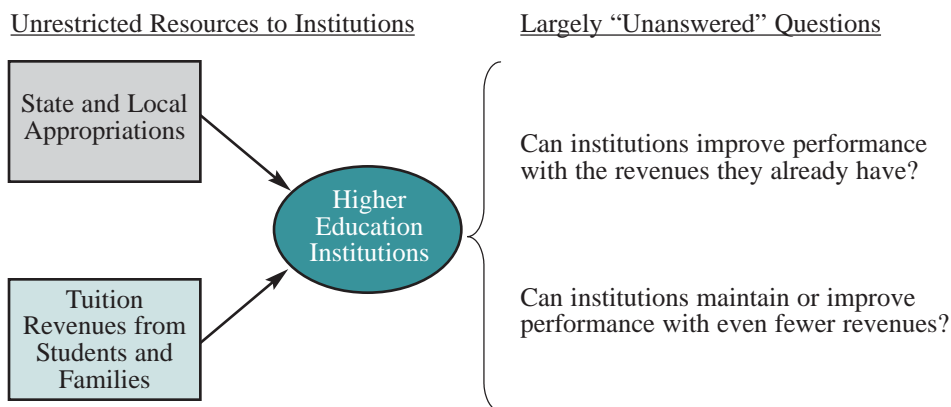 Unrestricted Resources to Institutions
Largely “Unanswered” Questions
State and Local
Appropriations
Can institutions improve performance
with the revenues they already have?
Higher
Education
Institutions
Tuition
Revenues from
Students and
Families
Can institutions maintain or improve
performance with even fewer revenues?